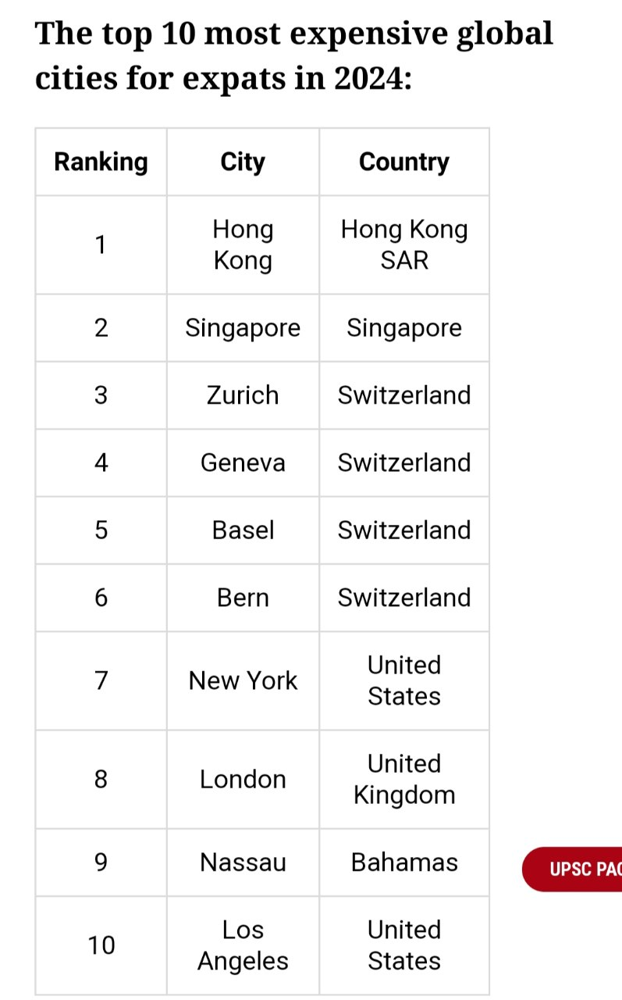 The top 10 most expensive global
cities for expats in 2024:
Ranking City Country
1 Hong Kong Hong Kong SAR
2 Singapore Singapore
3 Zurich Switzerland
4 Geneva Switzerland
5 Basel Switzerland
6 Bern Switzerland
7 New York United States
8 London United Kingdom
9 Nassau Bahamas
UPSC
10 Los Angeles United States